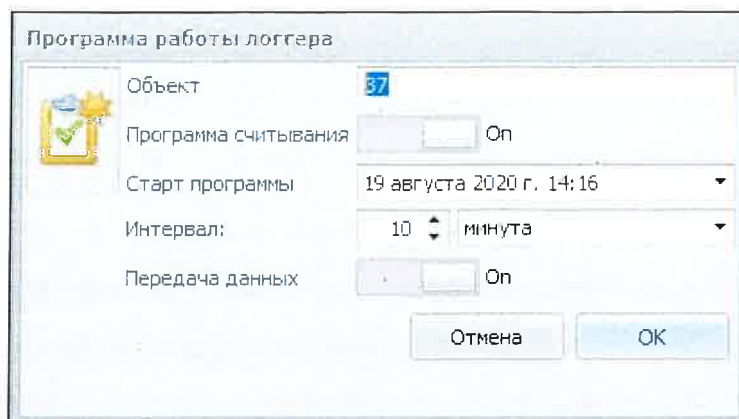 Программа работы логгера
Объект 37
Программа считывания On
Старт программы 19 августа 2020 г. 14:16
Интервал: 10 минута
Передача данных On
Отмена OK